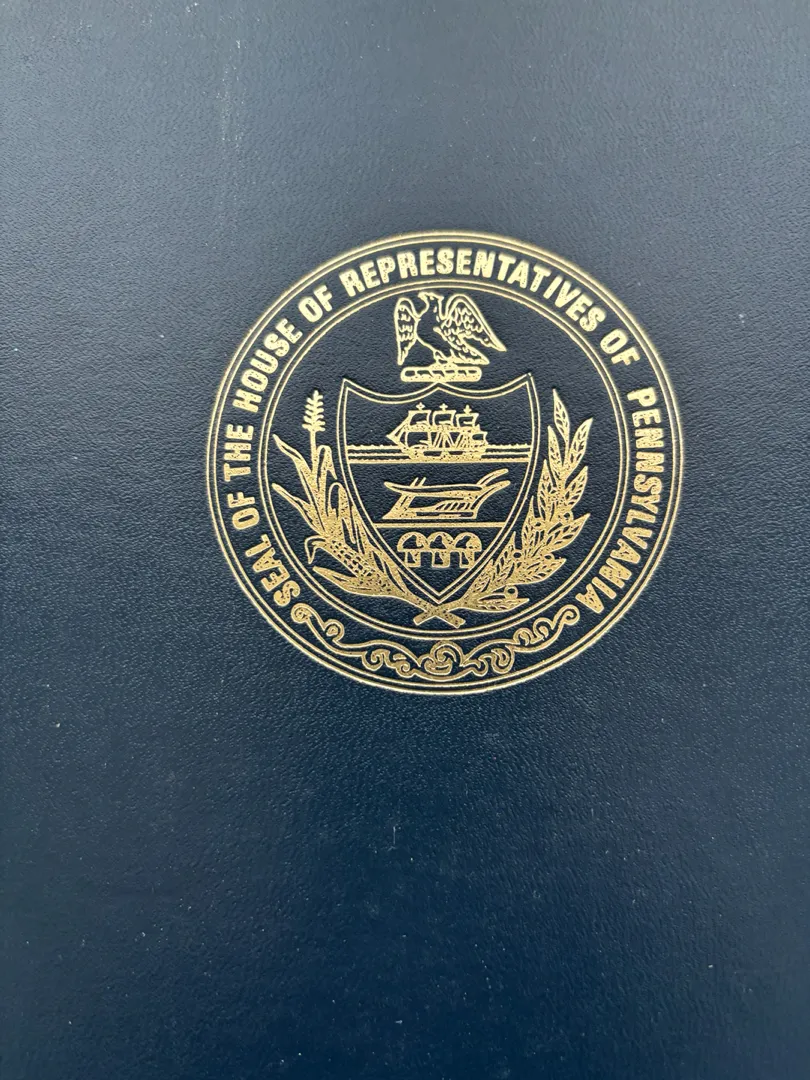 SEAL OF THE HOUSE OF REPRESENTATIVES OF PENNSYLVANIA